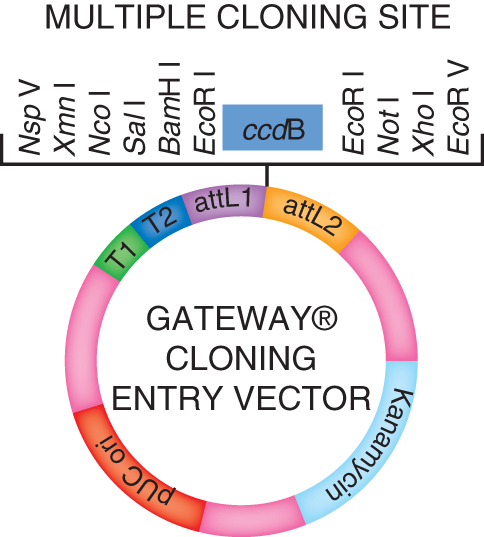 MULTIPLE CLONING SITE
Nsp V
Xmn I
Nco I
Sal I
BamH I
EcoR I
ccdB
EcoR I
Not I
Xho I
EcoR V
T1
T2
attL1
attL2
GATEWAY®
CLONING
ENTRY VECTOR
Kanamycin
pUC ori